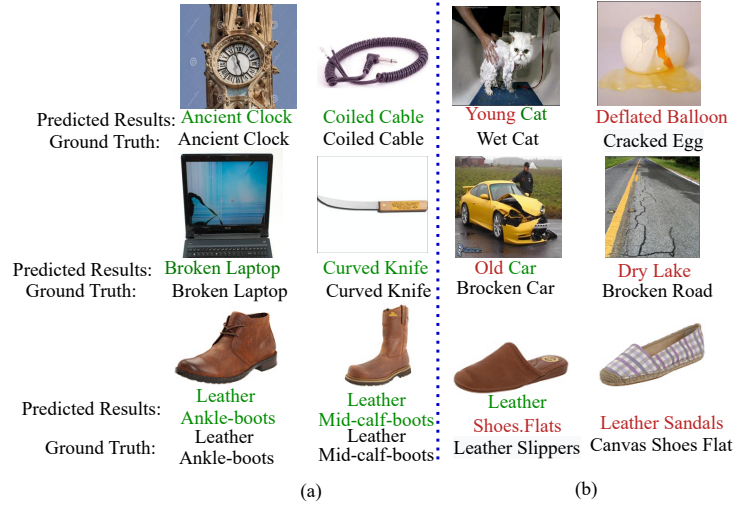 Predicted Results: Ancient Clock Coiled Cable Young Cat Deflated Balloon
Ground Truth: Ancient Clock Coiled Cable Wet Cat Cracked Egg
Predicted Results: Broken Laptop Curved Knife Old Car Dry Lake
Ground Truth: Broken Laptop Curved Knife Brocken Car Brocken Road
Predicted Results: Leather Ankle-boots Leather Mid-calf-boots Leather Shoes.Flats Leather Sandals
Ground Truth: Leather Ankle-boots Leather Mid-calf-boots Leather Slippers Canvas Shoes Flat
(a) (b)